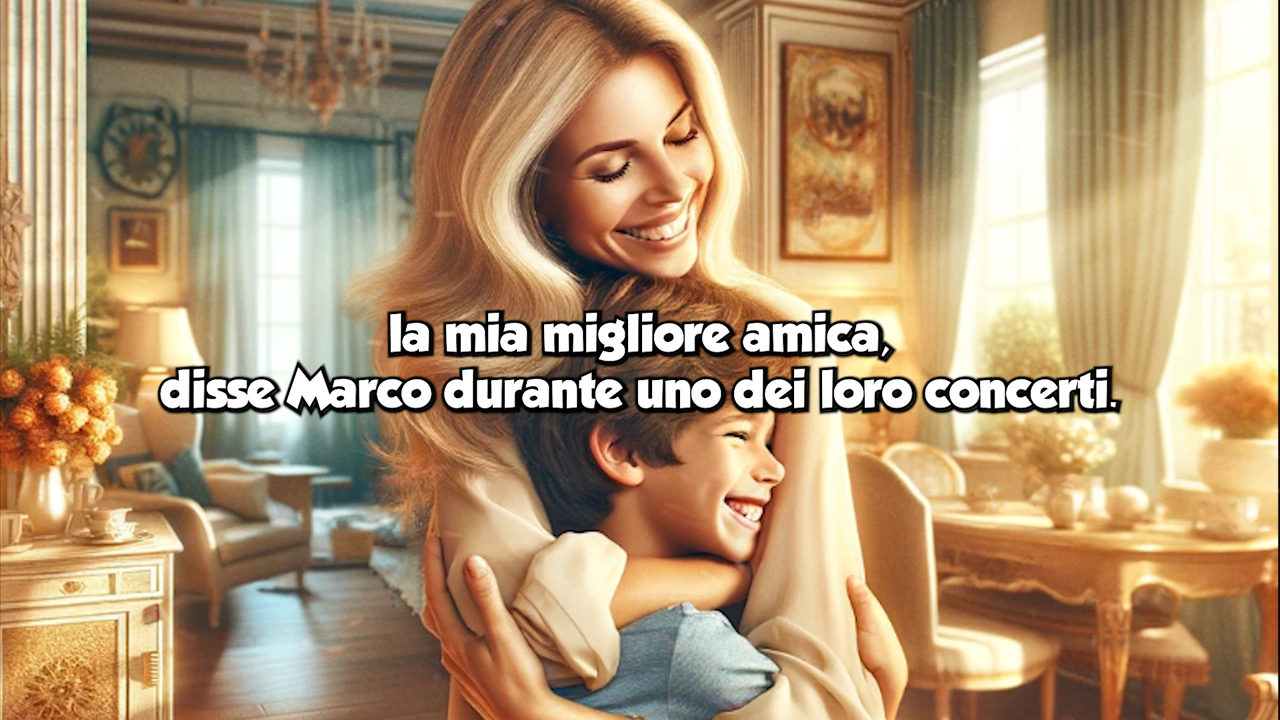 la mia migliore amica,
disse Marco durante uno dei loro concerti.